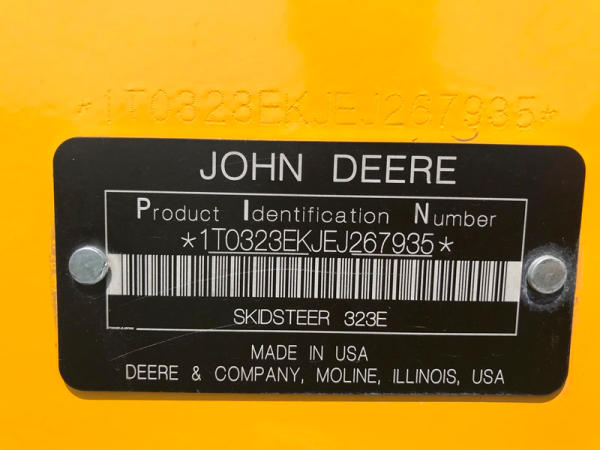 *1T0323EKJEJ267935*
JOHN DEERE
Product Identification Number
*1T0323EKJEJ267935*
SKIDSTEER 323E
MADE IN USA
DEERE & COMPANY, MOLINE, ILLINOIS, USA